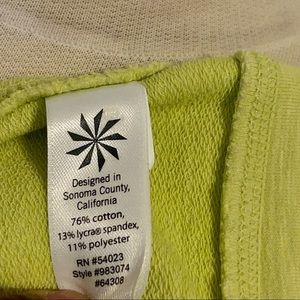 Designed in
Sonoma County,
California
76% cotton,
13% lycra® spandex,
11% polyester
RN #54023
Style #983074
#64308